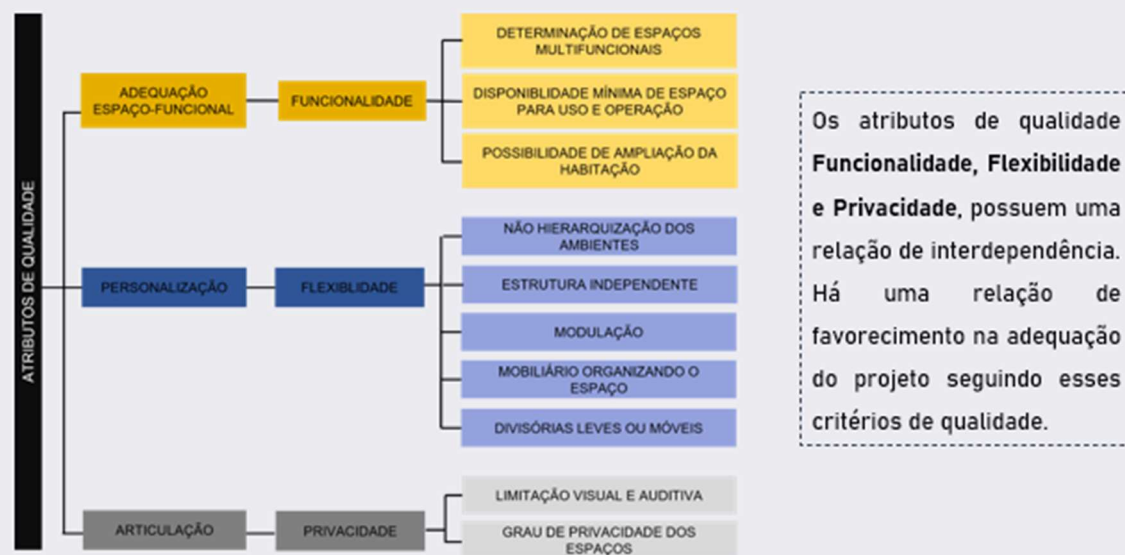 ATRIBUTOS DE QUALIDADE
ADEQUAÇÃO
ESPAÇO-FUNCIONAL
FUNCIONALIDADE
DETERMINAÇÃO DE ESPAÇOS
MULTIFUNCIONAIS
DISPONIBLIDADE MÍNIMA DE ESPAÇO
PARA USO E OPERAÇÃO
POSSIBILIDADE DE AMPLIAÇÃO DA
HABITAÇÃO
PERSONALIZAÇÃO
FLEXIBLIDADE
NÃO HIERARQUIZAÇÃO DOS
AMBIENTES
ESTRUTURA INDEPENDENTE
MODULAÇÃO
MOBILIÁRIO ORGANIZANDO O
ESPAÇO
DIVISÓRIAS LEVES OU MÓVEIS
ARTICULAÇÃO
PRIVACIDADE
LIMITAÇÃO VISUAL E AUDITIVA
GRAU DE PRIVACIDADE DOS
ESPAÇOS
Os atributos de qualidade
Funcionalidade, Flexibilidade
e Privacidade, possuem uma
relação de interdependência.
Há uma relação de
favorecimento na adequação
do projeto seguindo esses
critérios de qualidade.